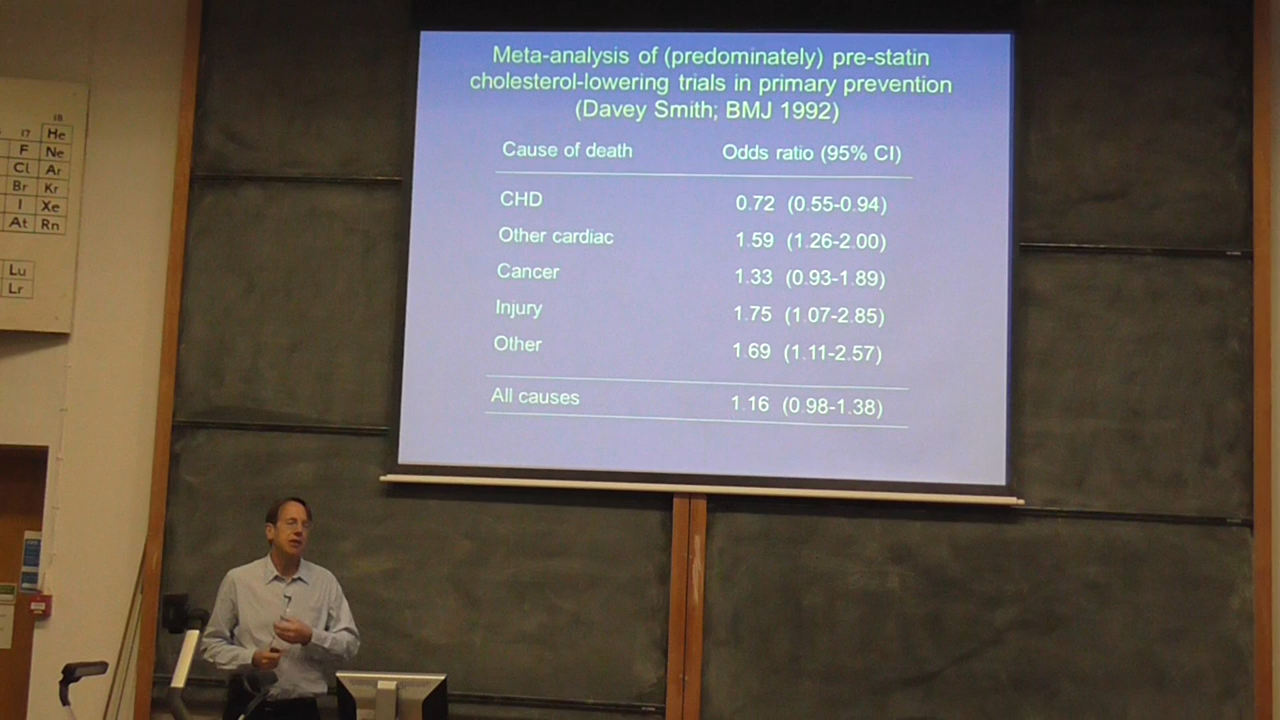 Meta-analysis of (predominately) pre-statin
cholesterol-lowering trials in primary prevention
(Davey Smith; BMJ 1992)
Cause of death Odds ratio (95% CI)
CHD 0.72 (0.55-0.94)
Other cardiac 1.59 (1.26-2.00)
Cancer 1.33 (0.93-1.89)
Injury 1.75 (1.07-2.85)
Other 1.69 (1.11-2.57)
All causes 1.16 (0.98-1.38)
18
17 He
F Ne
Cl Ar
Br Kr
I Xe
At Rn
Lu
Lr